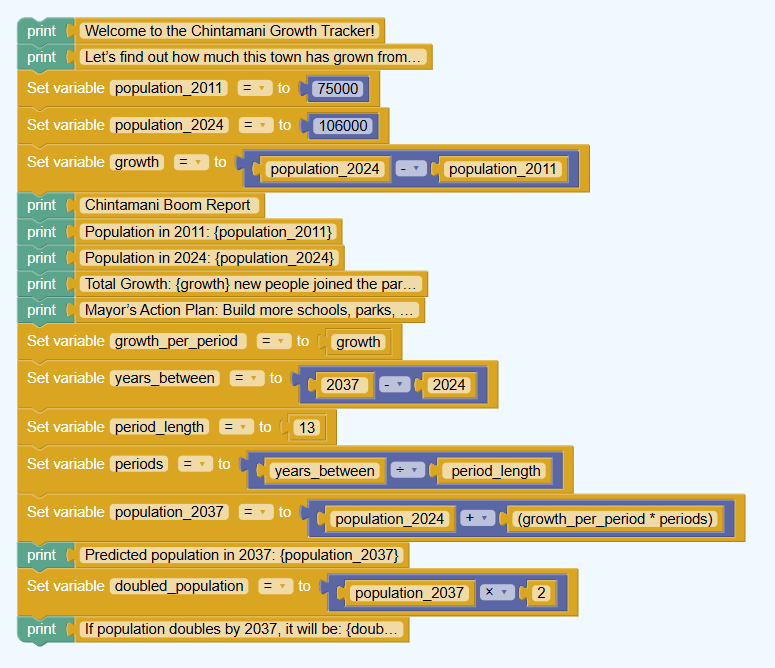 print Welcome to the Chintamani Growth Tracker!
print Let's find out how much this town has grown from...
Set variable population_2011 = to 75000
Set variable population_2024 = to 106000
Set variable growth = to population_2024 - population_2011
print Chintamani Boom Report
print Population in 2011: {population_2011}
print Population in 2024: {population_2024}
print Total Growth: {growth} new people joined the par...
print Mayor's Action Plan: Build more schools, parks, ...
Set variable growth_per_period = to growth
Set variable years_between = to 2037 - 2024
Set variable period_length = to 13
Set variable periods = to years_between ÷ period_length
Set variable population_2037 = to population_2024 + (growth_per_period * periods)
print Predicted population in 2037: {population_2037}
Set variable doubled_population = to population_2037 × 2
print If population doubles by 2037, it will be: {doub...